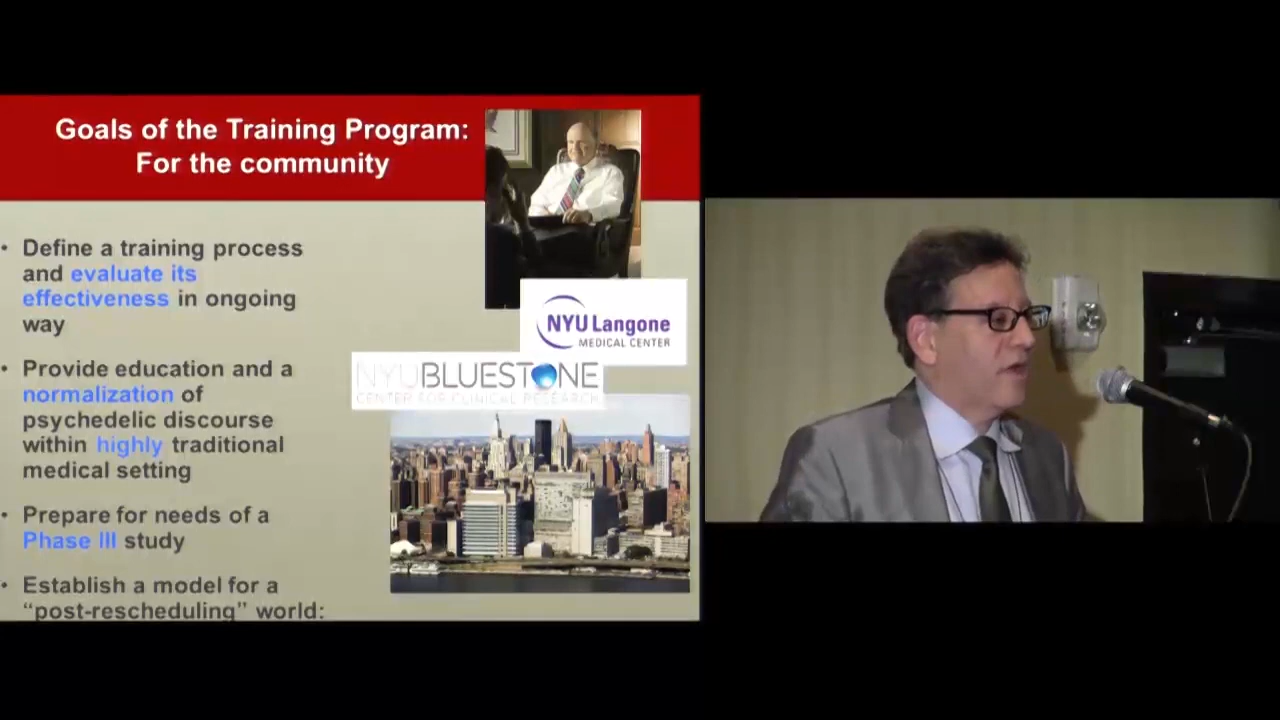 Goals of the Training Program:
For the community
• Define a training process
and evaluate its
effectiveness in ongoing
way
• Provide education and a
normalization of
psychedelic discourse
within highly traditional
medical setting
• Prepare for needs of a
Phase III study
• Establish a model for a
“post-rescheduling” world:
NYU Langone
MEDICAL CENTER
NYUBLUESTONE
CENTER FOR CLINICAL RESEARCH